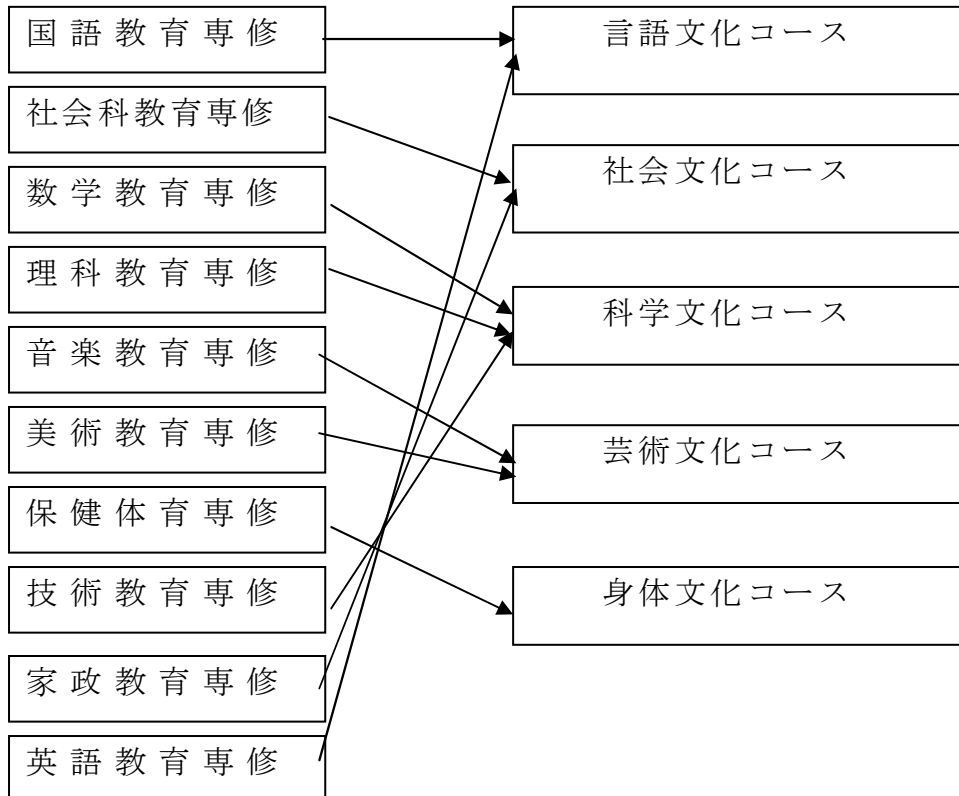 国語教育専修
社会科教育専修
数学教育専修
理科教育専修
音楽教育専修
美術教育専修
保健体育専修
技術教育専修
家政教育専修
英語教育専修
言語文化コース
社会文化コース
科学文化コース
芸術文化コース
身体文化コース